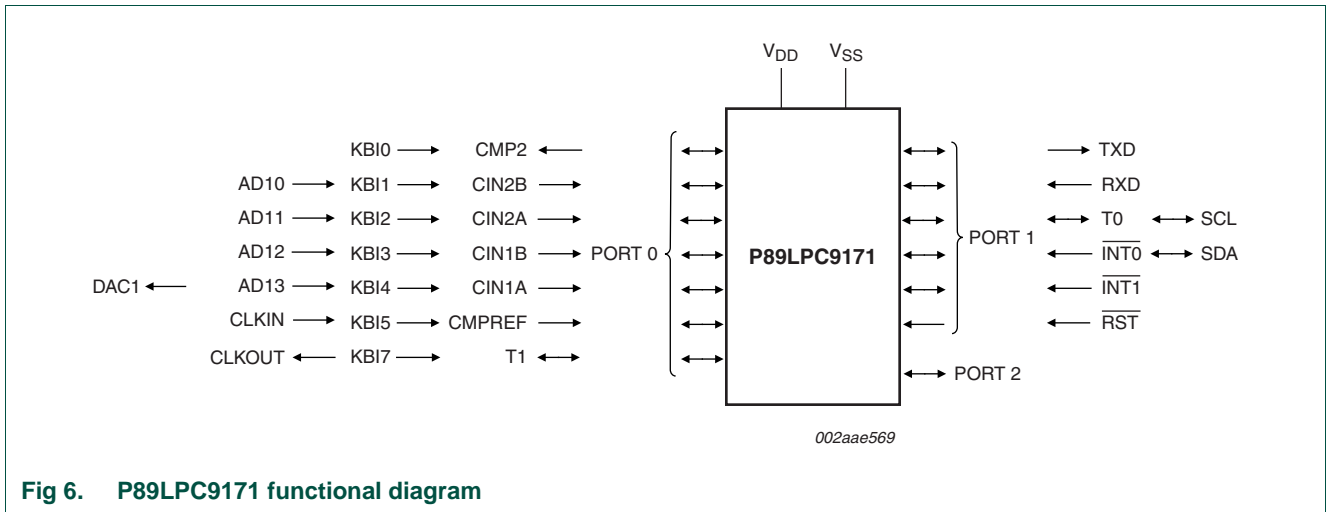 VDD VSS
KBI0 CMP2 TXD
AD10 KBI1 CIN2B RXD
AD11 KBI2 CIN2A T0 SCL
PORT 1
AD12 KBI3 CIN1B PORT 0 P89LPC9171 INT0 SDA
DAC1 AD13 KBI4 CIN1A INT1
CLKIN KBI5 CMPREF RST
CLKOUT KBI7 T1
PORT 2
002aae569
Fig 6. P89LPC9171 functional diagram